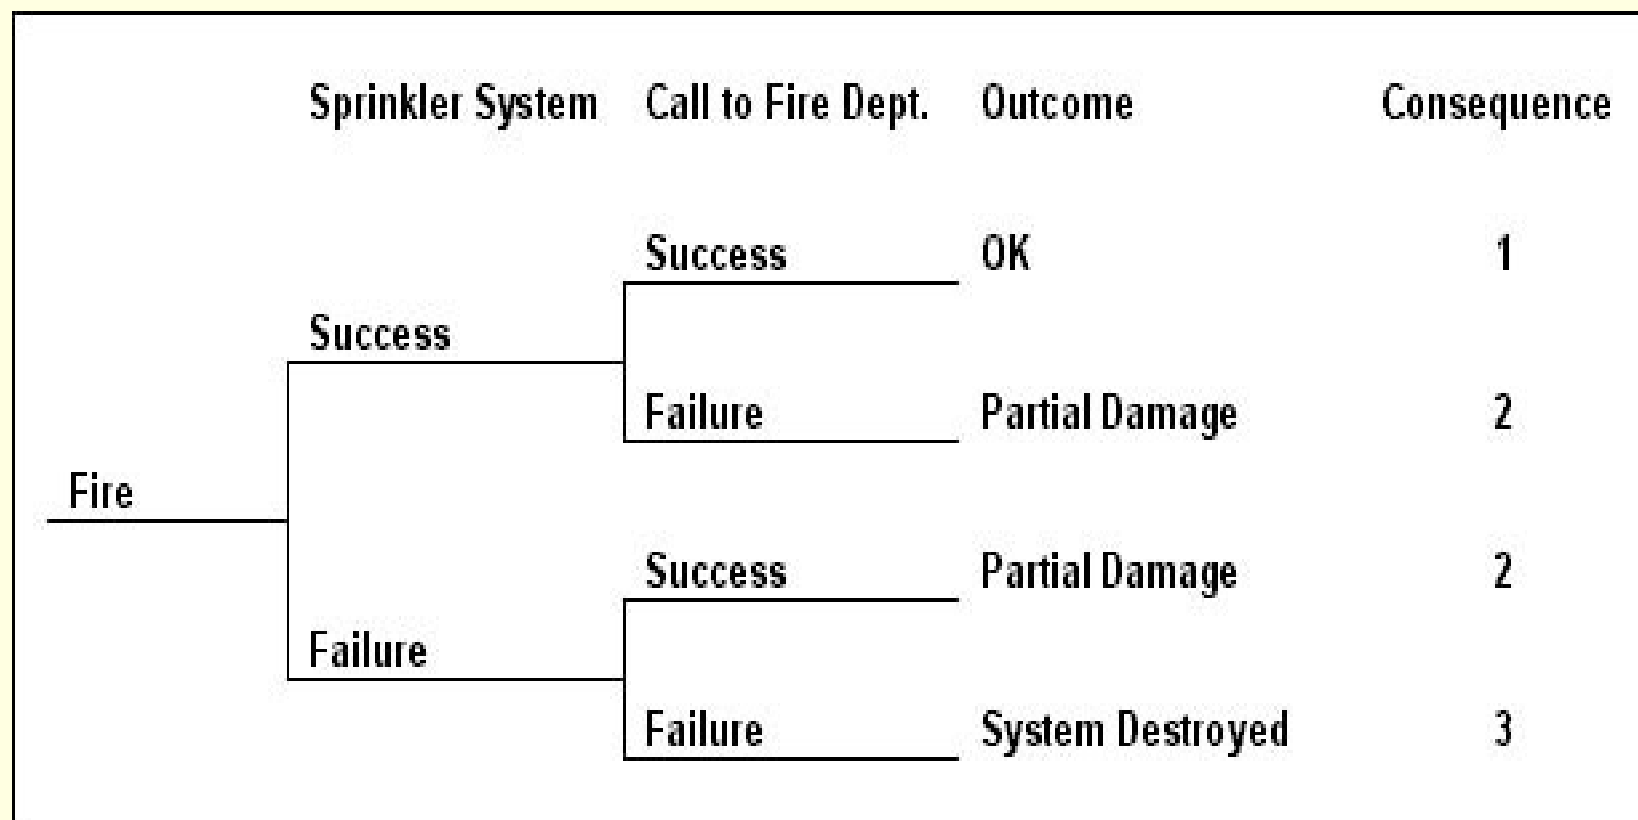 Sprinkler System Call to Fire Dept. Outcome Consequence
Success OK 1
Success
Failure Partial Damage 2
Fire
Success Partial Damage 2
Failure
Failure System Destroyed 3